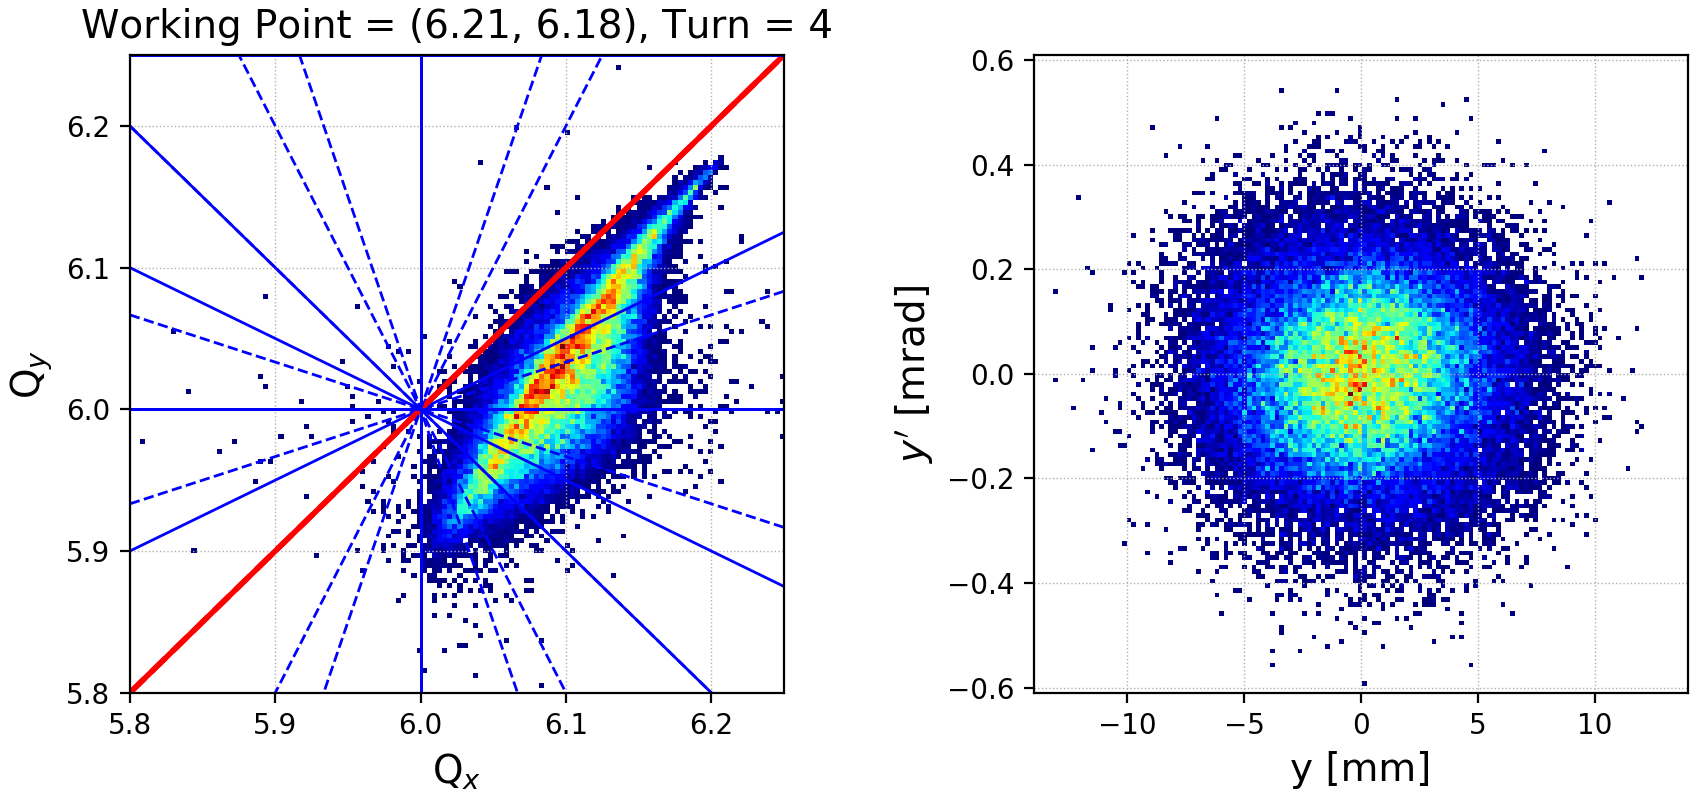 Working Point = (6.21, 6.18), Turn = 4
6.2
6.1
6.0
5.9
5.8
Qy
5.8 5.9 6.0 6.1 6.2
Qx
0.6
0.4
0.2
0.0
−0.2
−0.4
−0.6
y′ [mrad]
−10 −5 0 5 10
y [mm]